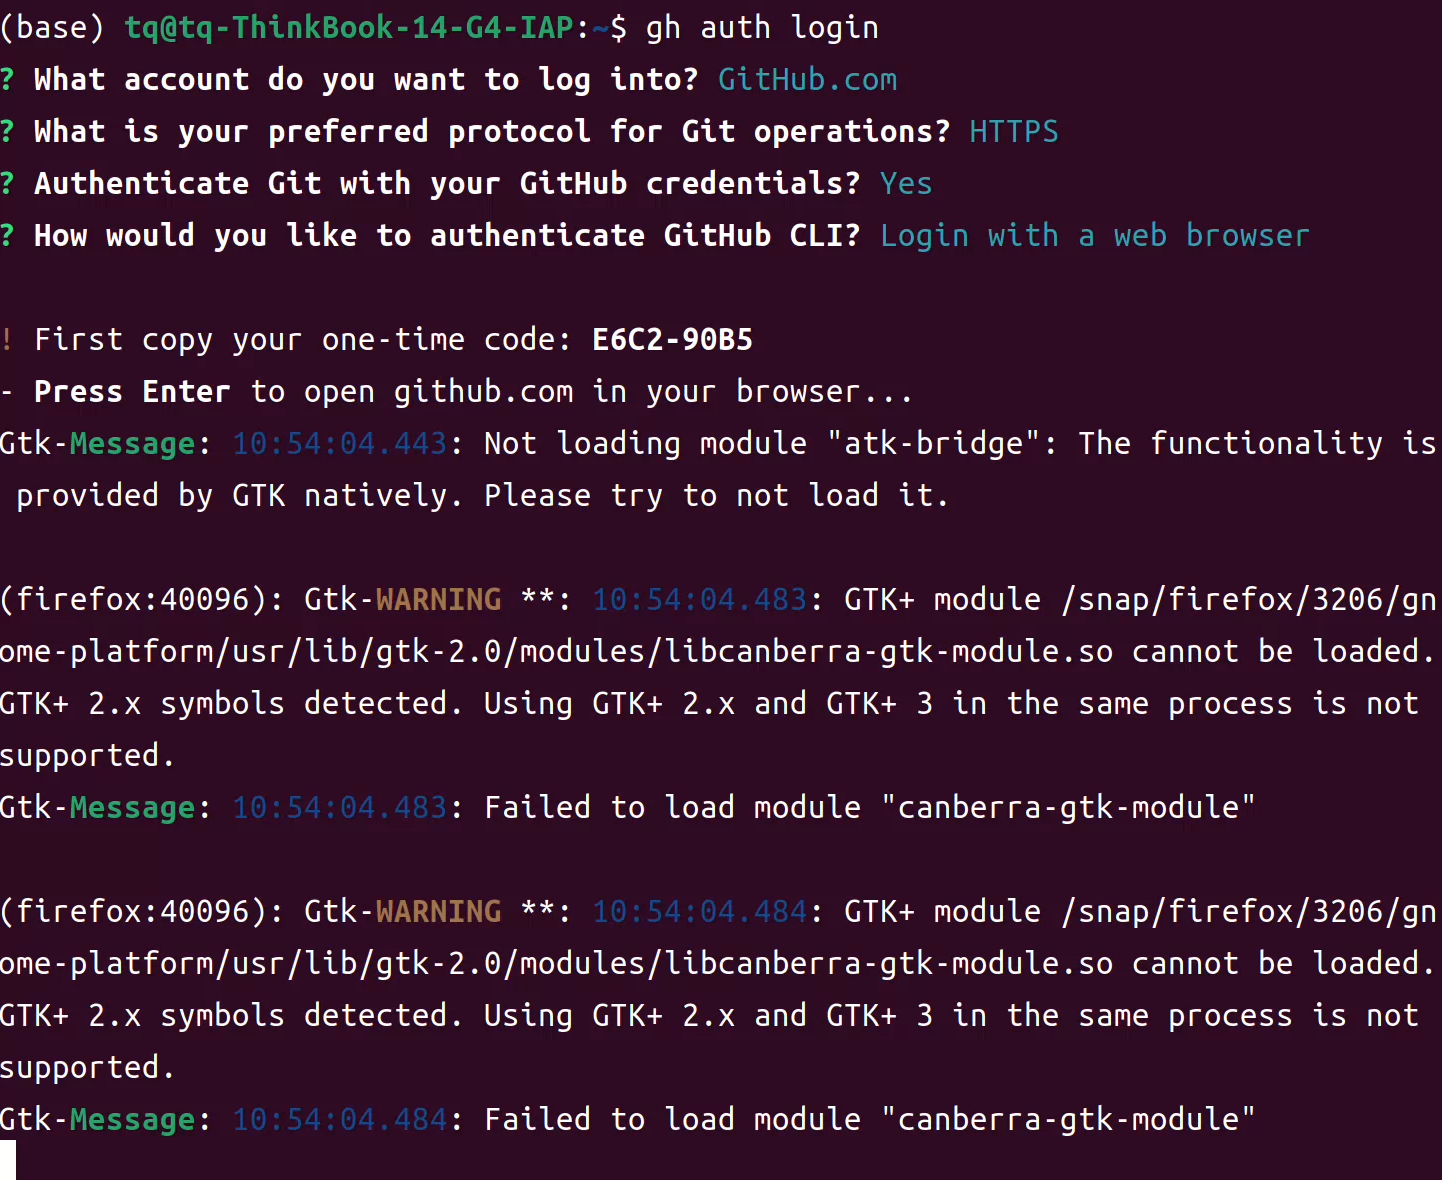 (base) tq@tq-ThinkBook-14-G4-IAP:~$ gh auth login
? What account do you want to log into? GitHub.com
? What is your preferred protocol for Git operations? HTTPS
? Authenticate Git with your GitHub credentials? Yes
? How would you like to authenticate GitHub CLI? Login with a web browser
! First copy your one-time code: E6C2-90B5
- Press Enter to open github.com in your browser...
Gtk-Message: 10:54:04.443: Not loading module "atk-bridge": The functionality is
provided by GTK natively. Please try to not load it.
(firefox:40096): Gtk-WARNING **: 10:54:04.483: GTK+ module /snap/firefox/3206/gn
ome-platform/usr/lib/gtk-2.0/modules/libcanberra-gtk-module.so cannot be loaded.
GTK+ 2.x symbols detected. Using GTK+ 2.x and GTK+ 3 in the same process is not
supported.
Gtk-Message: 10:54:04.483: Failed to load module "canberra-gtk-module"
(firefox:40096): Gtk-WARNING **: 10:54:04.484: GTK+ module /snap/firefox/3206/gn
ome-platform/usr/lib/gtk-2.0/modules/libcanberra-gtk-module.so cannot be loaded.
GTK+ 2.x symbols detected. Using GTK+ 2.x and GTK+ 3 in the same process is not
supported.
Gtk-Message: 10:54:04.484: Failed to load module "canberra-gtk-module"